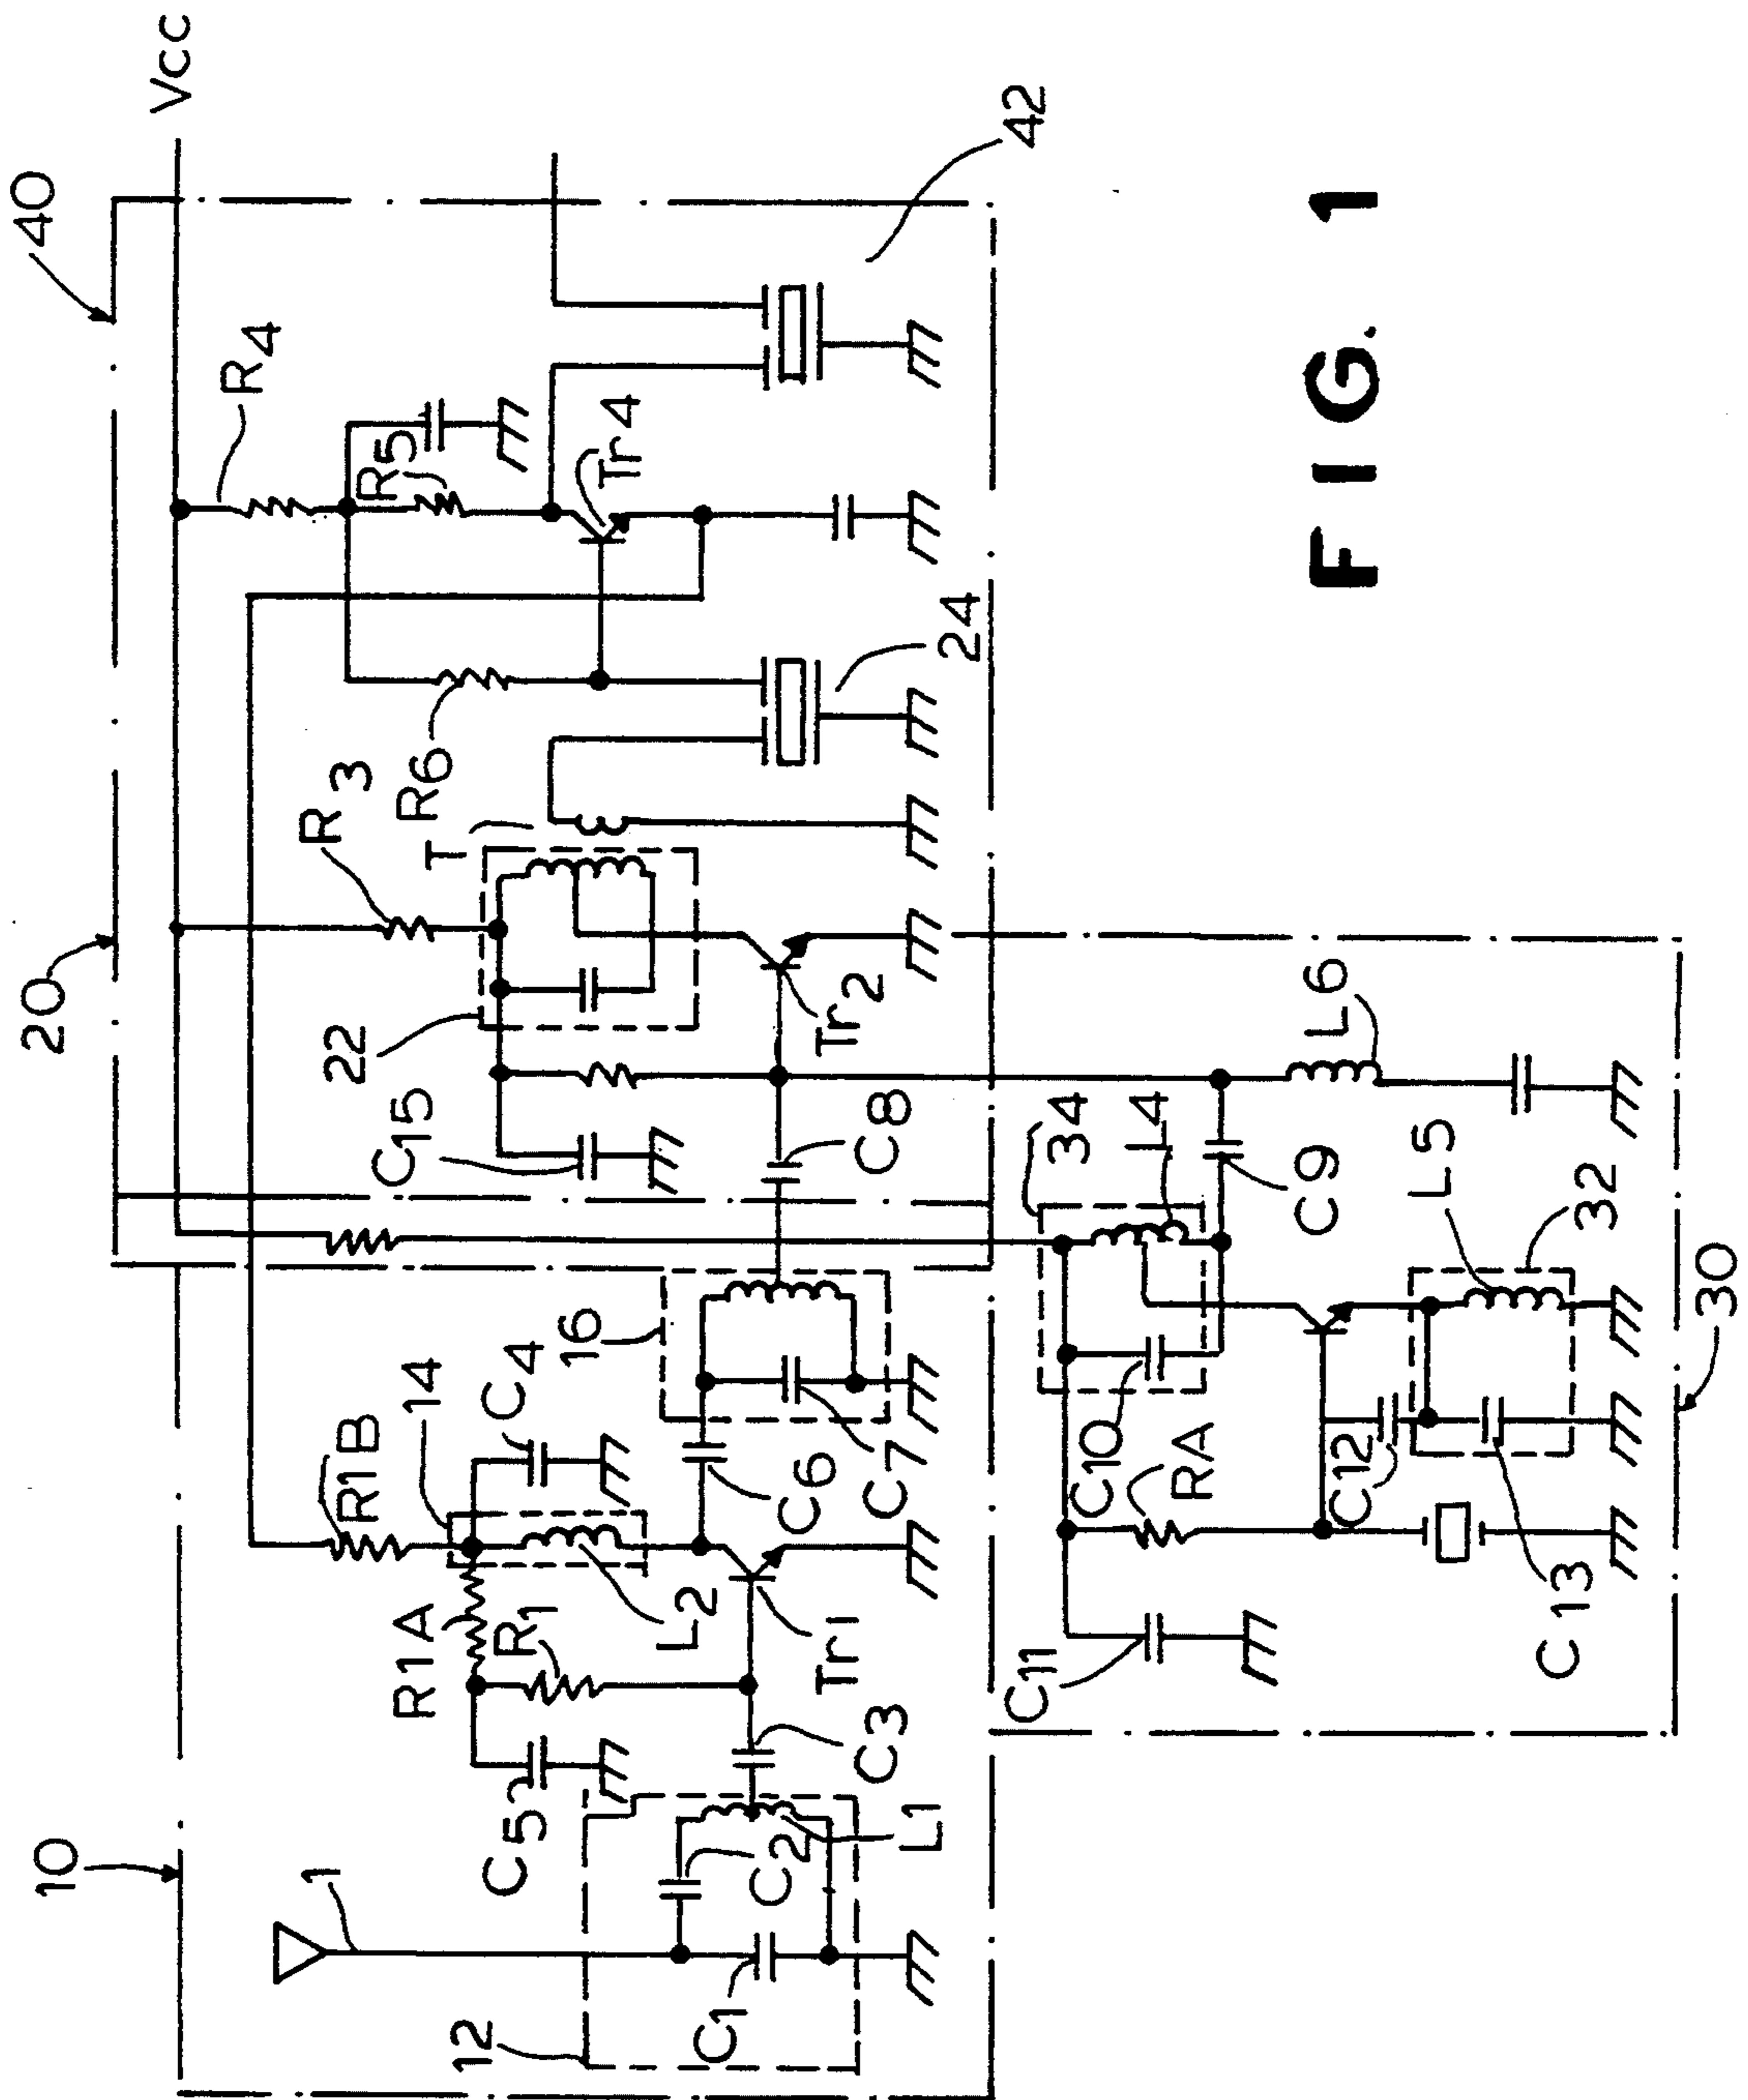 10
20
40
Vcc
1
R1B
R3
R4
14
C4
22
T
R6
R5
R1A
C5
R1
L2
16
C15
Tr4
12
C1
C2
L1
C3
Tr1
C6
C7
C8
Tr2
24
42
34
L4
C11
C10
RA
C9
L6
C12
L5
C13
32
30
FIG. 1